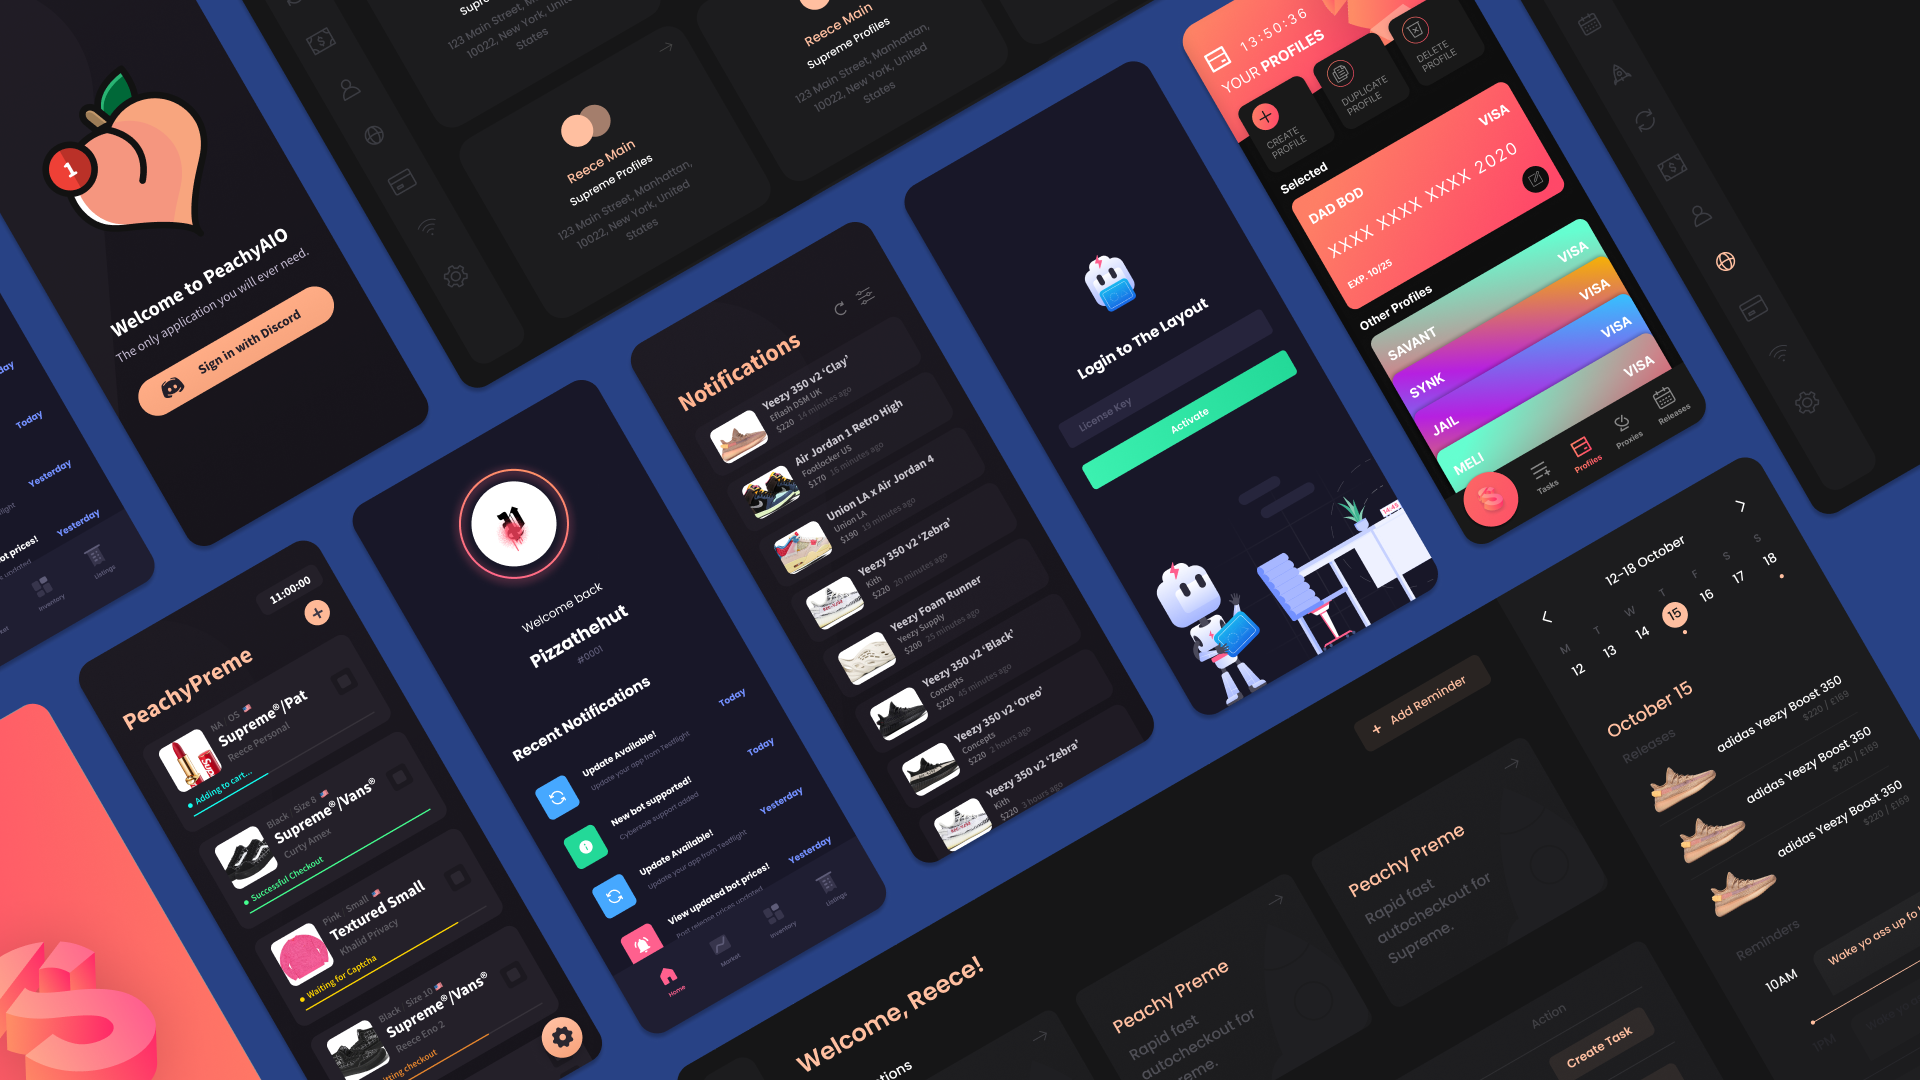 1
Welcome to PeachyAIO
The only application you will ever need.
Sign in with Discord
Today
Today
Yesterday
Yesterday
Inventory
Listings
123 Main Street, Manhattan,
10022, New York, United
States
Reece Main
Supreme Profiles
123 Main Street, Manhattan,
10022, New York, United
States
Reece Main
Supreme Profiles
123 Main Street, Manhattan,
10022, New York, United
States
11:00:00
PeachyPreme
NA · OS
Supreme®/Pat
Reece Personal
Adding to cart...
Black · Size 8
Supreme®/Vans®
Curty Amex
Successful Checkout
Pink · Small
Textured Small
Khalid Privacy
Waiting for Captcha
Black · Size 10
Supreme®/Vans®
Reece Eno 2
checkout
Welcome back
Pizzathehut
#0001
Recent Notifications
Update Available!
Update your app from Testflight
Today
New bot supported!
Cybersole support added
Today
Update Available!
Update your app from Testflight
Yesterday
View updated bot prices!
Post release prices updated
Yesterday
Home
Market
Inventory
Listings
Notifications
Yeezy 350 v2 ‘Clay’
Eflash DSM UK
$220 14 minutes ago
Air Jordan 1 Retro High
Footlocker US
$170 16 minutes ago
Union LA x Air Jordan 4
Union LA
$190 19 minutes ago
Yeezy 350 v2 ‘Zebra’
Kith
$220 20 minutes ago
Yeezy Foam Runner
Yeezy Supply
$200 25 minutes ago
Yeezy 350 v2 ‘Black’
Concepts
$220 45 minutes ago
Yeezy 350 v2 ‘Oreo’
Concepts
$220 2 hours ago
Yeezy 350 v2 ‘Zebra’
Kith
$220 3 hours ago
Login to The Layout
License Key
Activate
13:50:36
YOUR PROFILES
CREATE
PROFILE
DUPLICATE
PROFILE
DELETE
PROFILE
Selected
VISA
DAD BOD
XXXX XXXX XXXX 2020
EXP. 10/25
Other Profiles
SAVANT
VISA
SYNK
VISA
JAIL
VISA
MELI
VISA
Tasks
Profiles
Proxies
Releases
Add Reminder
Welcome, Reece!
Peachy Preme
Rapid fast
autocheckout for
Peachy Preme
Rapid fast
autocheckout for
Supreme.
Action
Create Task
12-18 October
M T W T F S S
12 13 14 15 16 17 18
October 15
Releases
adidas Yeezy Boost 350
$220 / £169
adidas Yeezy Boost 350
$220 / £169
adidas Yeezy Boost 350
$220 / £169
Reminders
10AM
Wake yo ass up fo
1PM